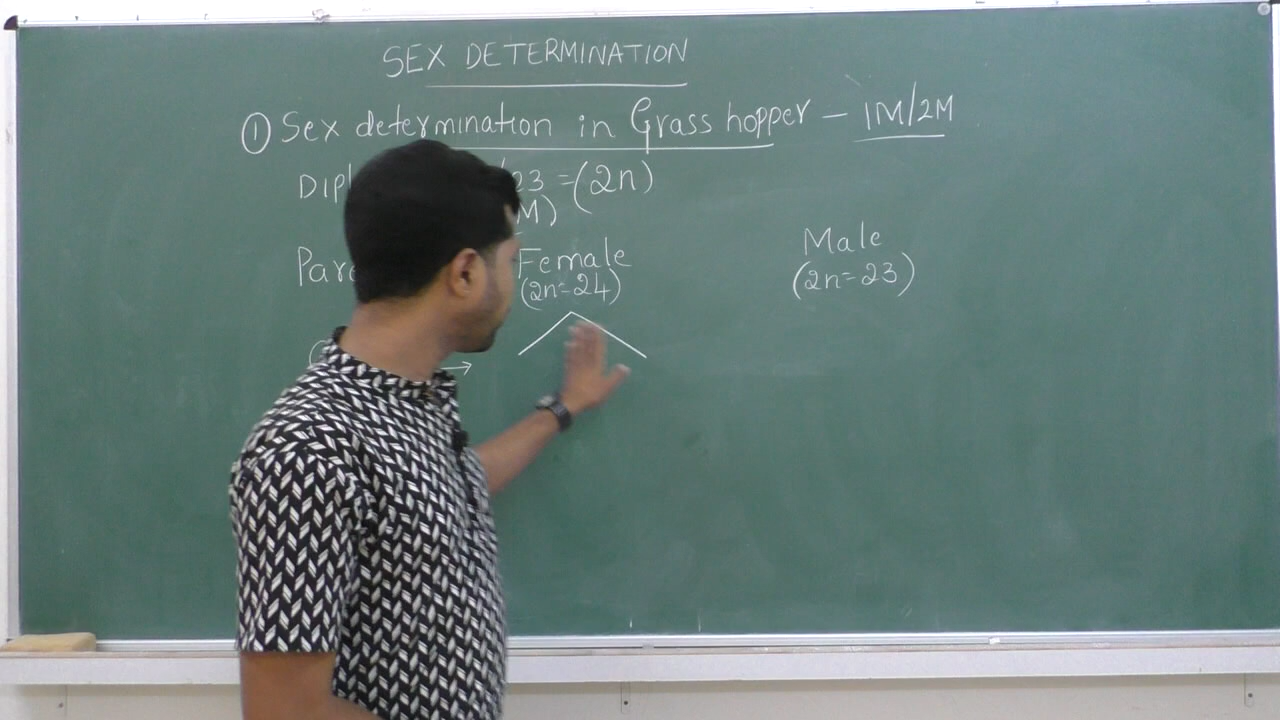 SEX DETERMINATION
① Sex determination in Grass hopper – 1M/2M
23 = (2n)
M)
Female Male
(2n=24) (2n=23)
→